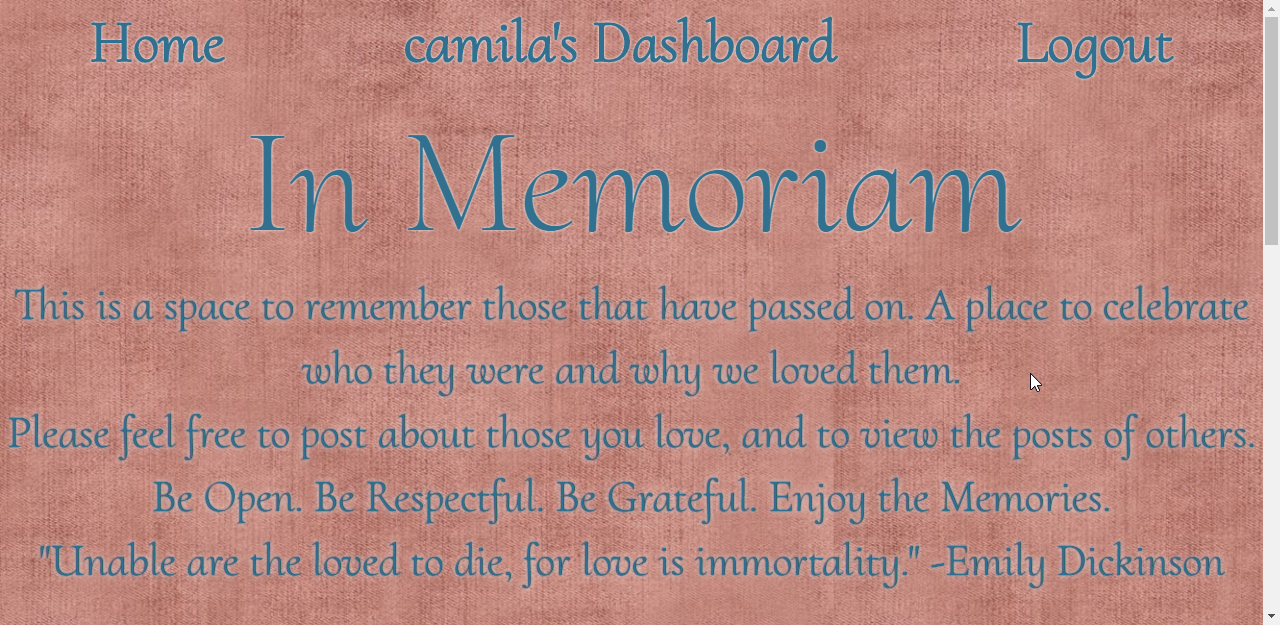 Home camila's Dashboard Logout
In Memoriam
This is a space to remember those that have passed on. A place to celebrate
who they were and why we loved them.
Please feel free to post about those you love, and to view the posts of others.
Be Open. Be Respectful. Be Grateful. Enjoy the Memories.
"Unable are the loved to die, for love is immortality." -Emily Dickinson